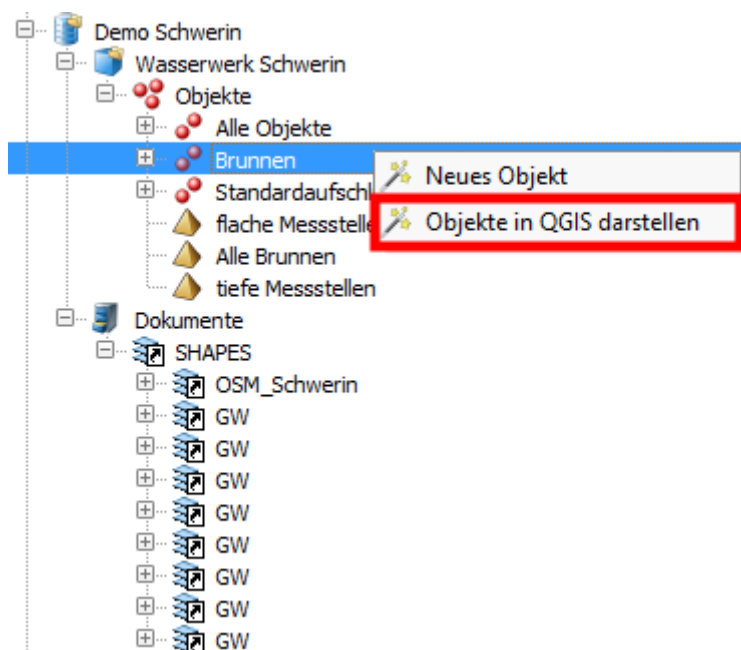 Demo Schwerin
Wasserwerk Schwerin
Objekte
Alle Objekte
Brunnen
Neues Objekt
Standardaufschl
Objekte in QGIS darstellen
flache Messstelle
Alle Brunnen
tiefe Messstellen
Dokumente
SHAPES
OSM_Schwerin
GW
GW
GW
GW
GW
GW
GW
GW